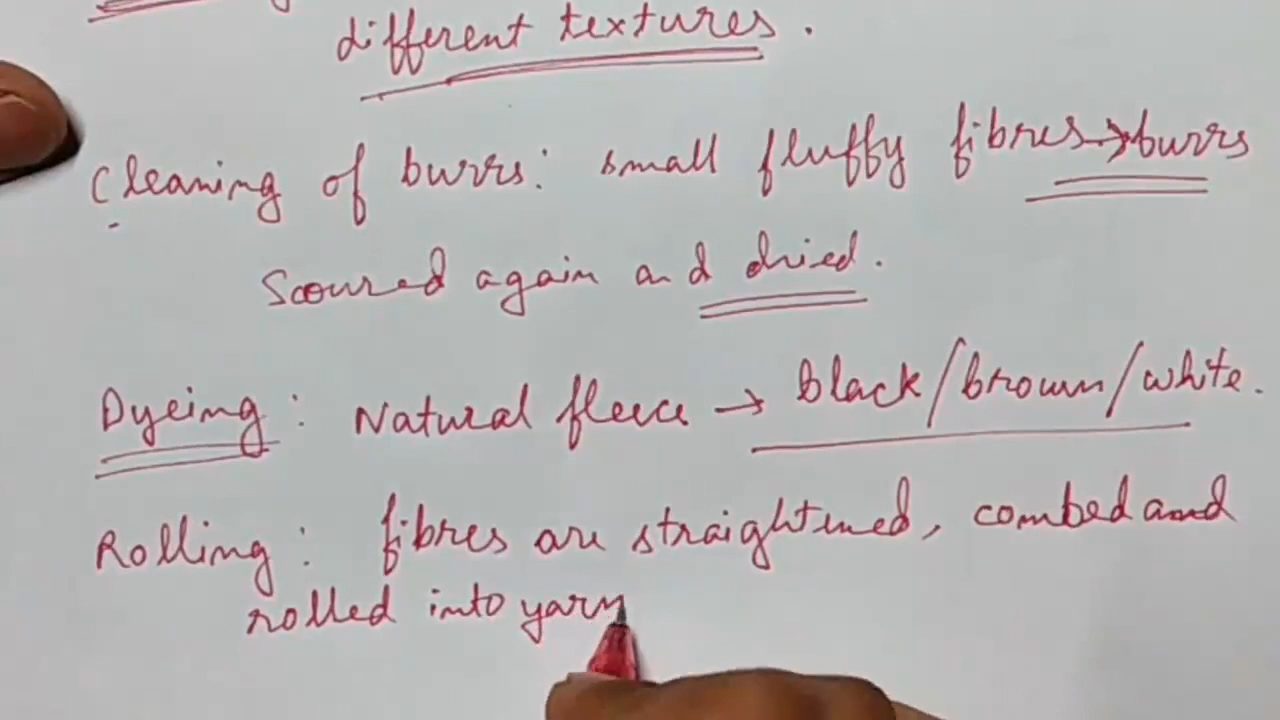 different textures.
Cleaning of burrs: small fluffy fibres→burrs
Scoured again and dried.
Dyeing: Natural fleece → black/brown/white.
Rolling: fibres are straightened, combed and
rolled into yarn